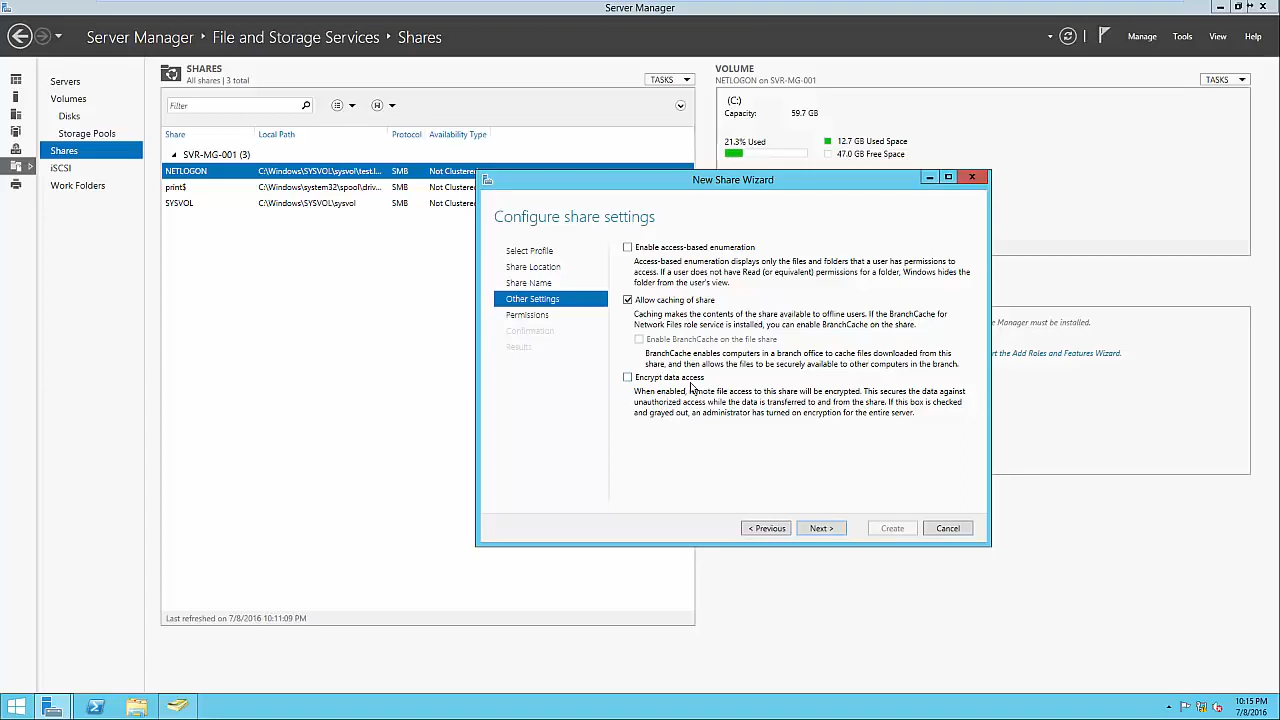 Server Manager
Server Manager ‣ File and Storage Services ‣ Shares
Manage Tools View Help
Servers
Volumes
Disks
Storage Pools
Shares
iSCSI
Work Folders
SHARES
All shares | 3 total
TASKS
Filter
Share Local Path Protocol Availability Type
SVR-MG-001 (3)
NETLOGON C:\Windows\SYSVOL\sysvol\test.l... SMB Not Clustered
print$ C:\Windows\system32\spool\driv... SMB Not Clustered
SYSVOL C:\Windows\SYSVOL\sysvol SMB Not Clustered
Last refreshed on 7/8/2016 10:11:09 PM
VOLUME
NETLOGON on SVR-MG-001
TASKS
(C:)
Capacity: 59.7 GB
21.3% Used
12.7 GB Used Space
47.0 GB Free Space
e Manager must be installed.
rt the Add Roles and Features Wizard.
New Share Wizard
Configure share settings
Select Profile
Share Location
Share Name
Other Settings
Permissions
Confirmation
Results
Enable access-based enumeration
Access-based enumeration displays only the files and folders that a user has permissions to
access. If a user does not have Read (or equivalent) permissions for a folder, Windows hides the
folder from the user's view.
Allow caching of share
Caching makes the contents of the share available to offline users. If the BranchCache for
Network Files role service is installed, you can enable BranchCache on the share.
Enable BranchCache on the file share
BranchCache enables computers in a branch office to cache files downloaded from this
share, and then allows the files to be securely available to other computers in the branch.
Encrypt data access
When enabled, remote file access to this share will be encrypted. This secures the data against
unauthorized access while the data is transferred to and from the share. If this box is checked
and grayed out, an administrator has turned on encryption for the entire server.
< Previous Next > Create Cancel
10:15 PM
7/8/2016